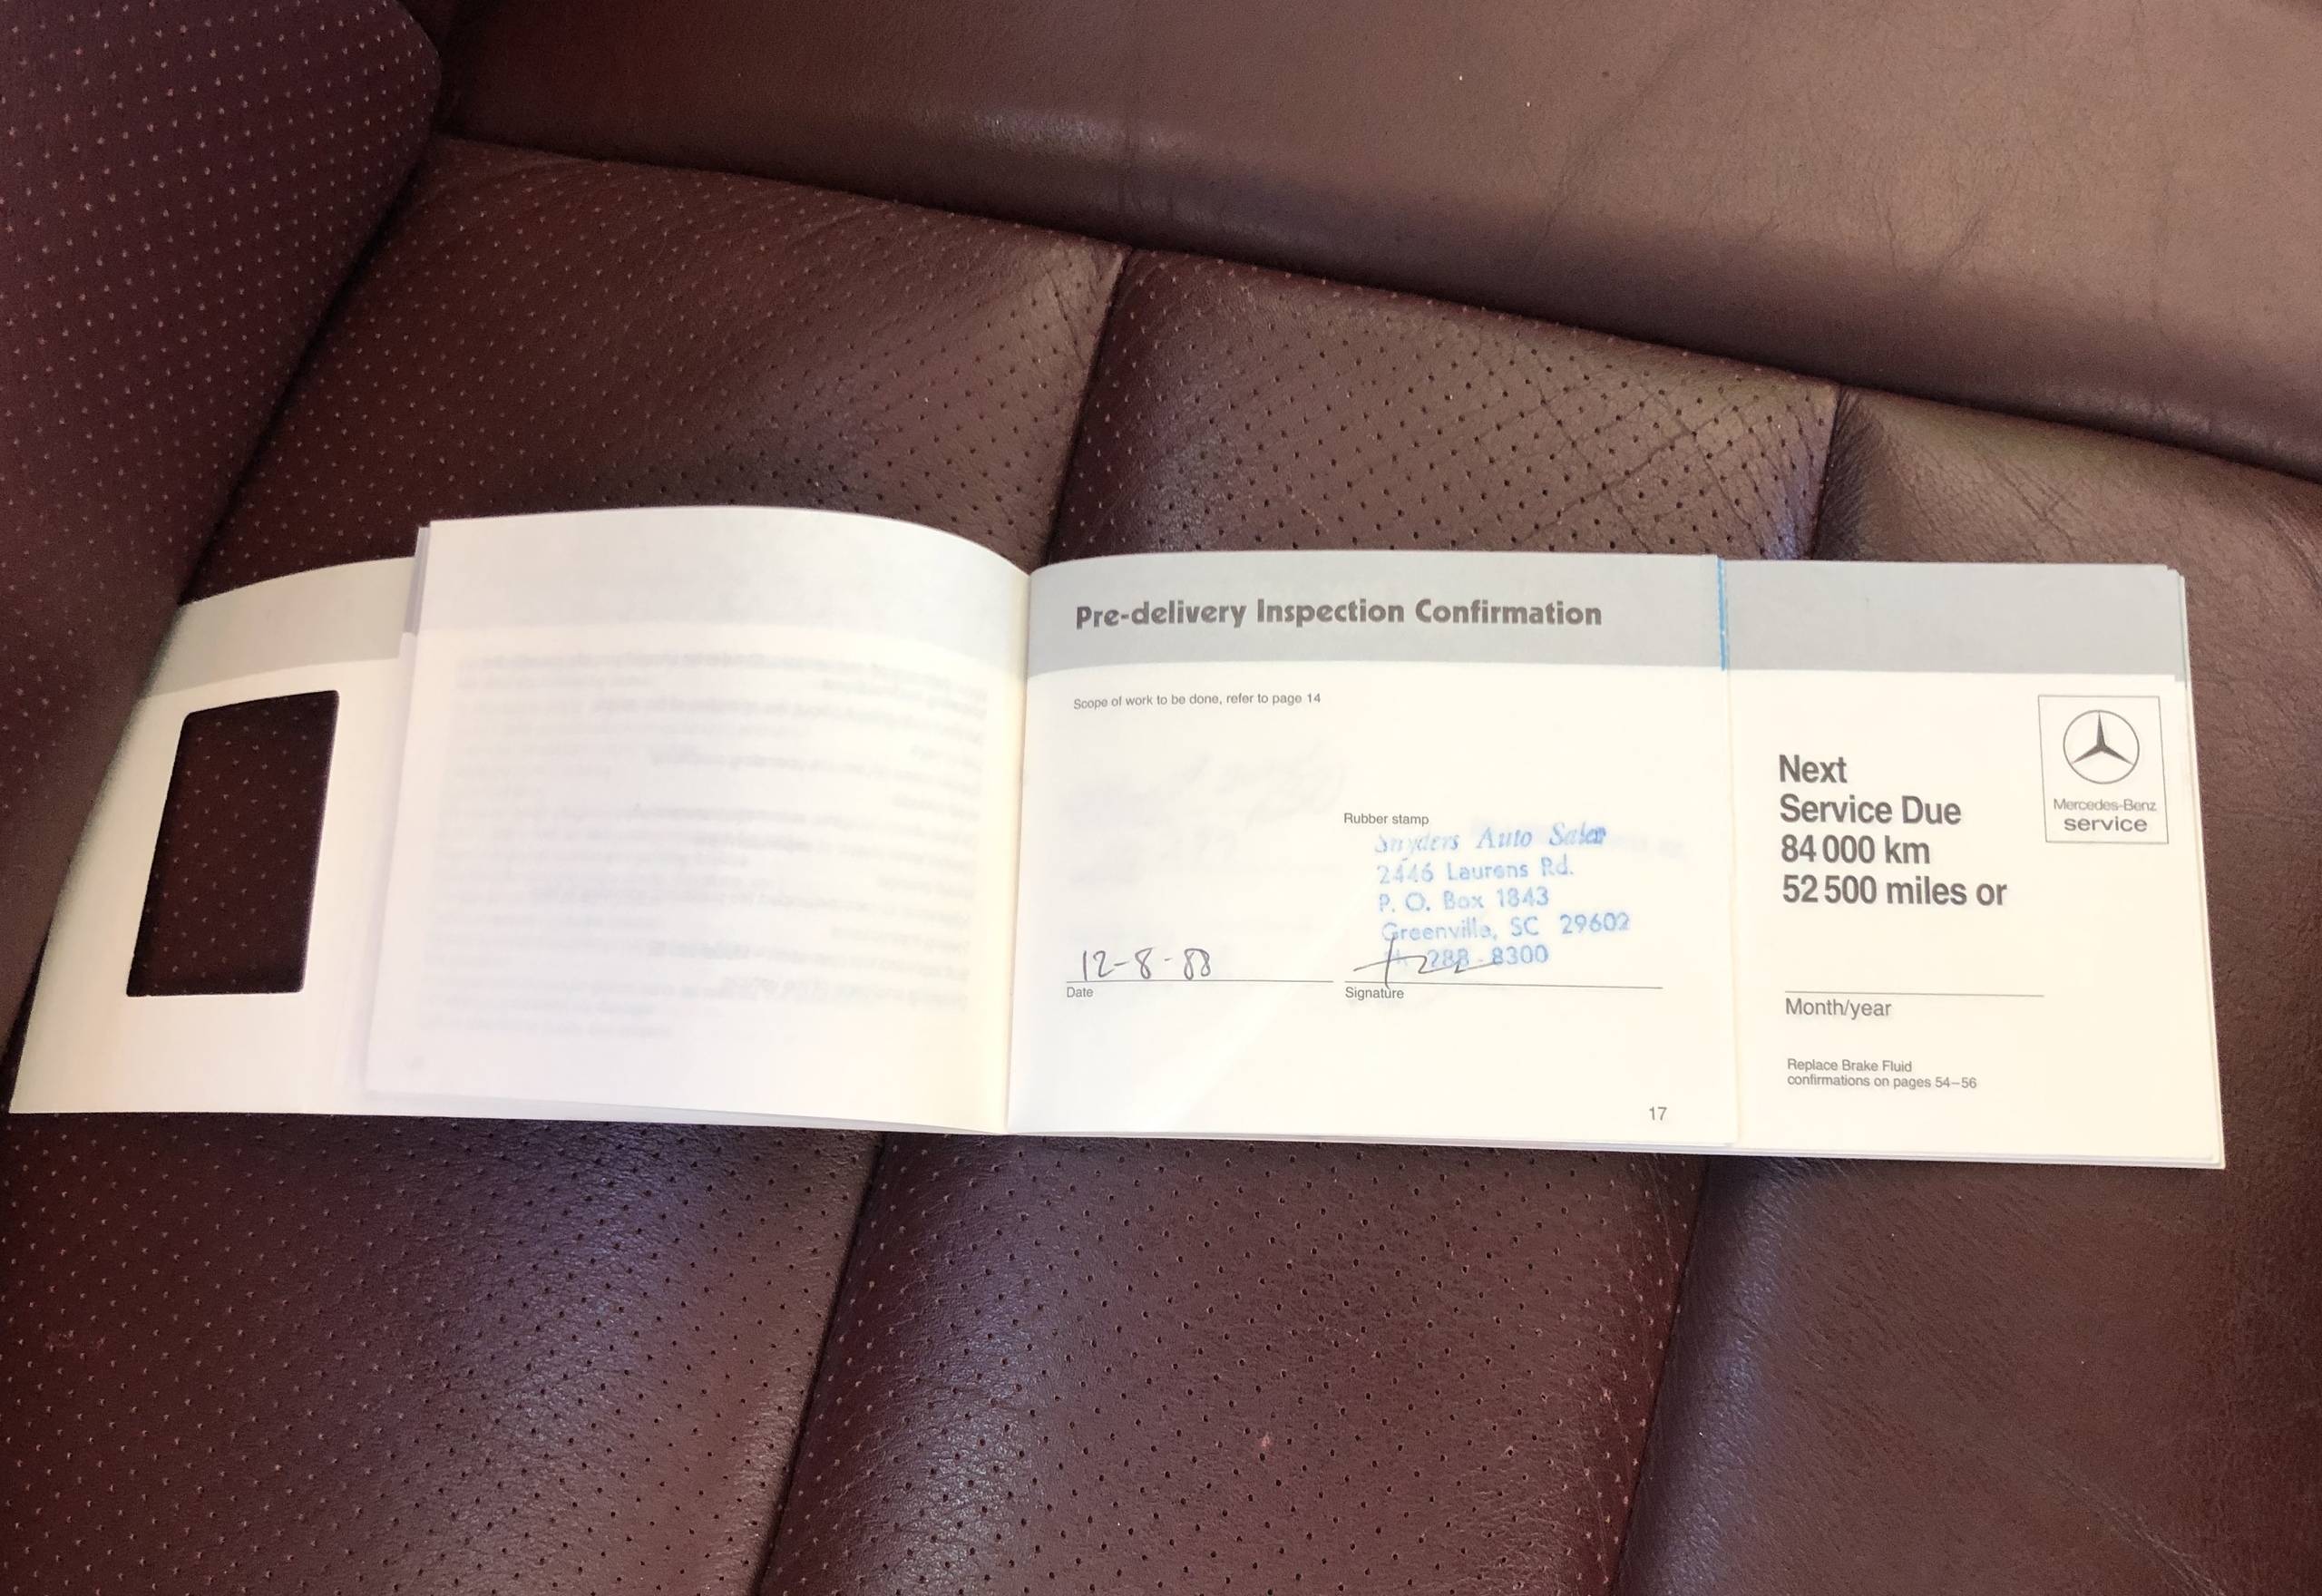 Pre-delivery Inspection Confirmation
Scope of work to be done, refer to page 14
Rubber stamp
Snyders Auto Sales
2446 Laurens Rd.
P. O. Box 1843
Greenville, SC 29602
288-8300
12-8-88
Date
Signature
17
Mercedes-Benz
service
Next
Service Due
84 000 km
52 500 miles or
Month/year
Replace Brake Fluid
confirmations on pages 54–56